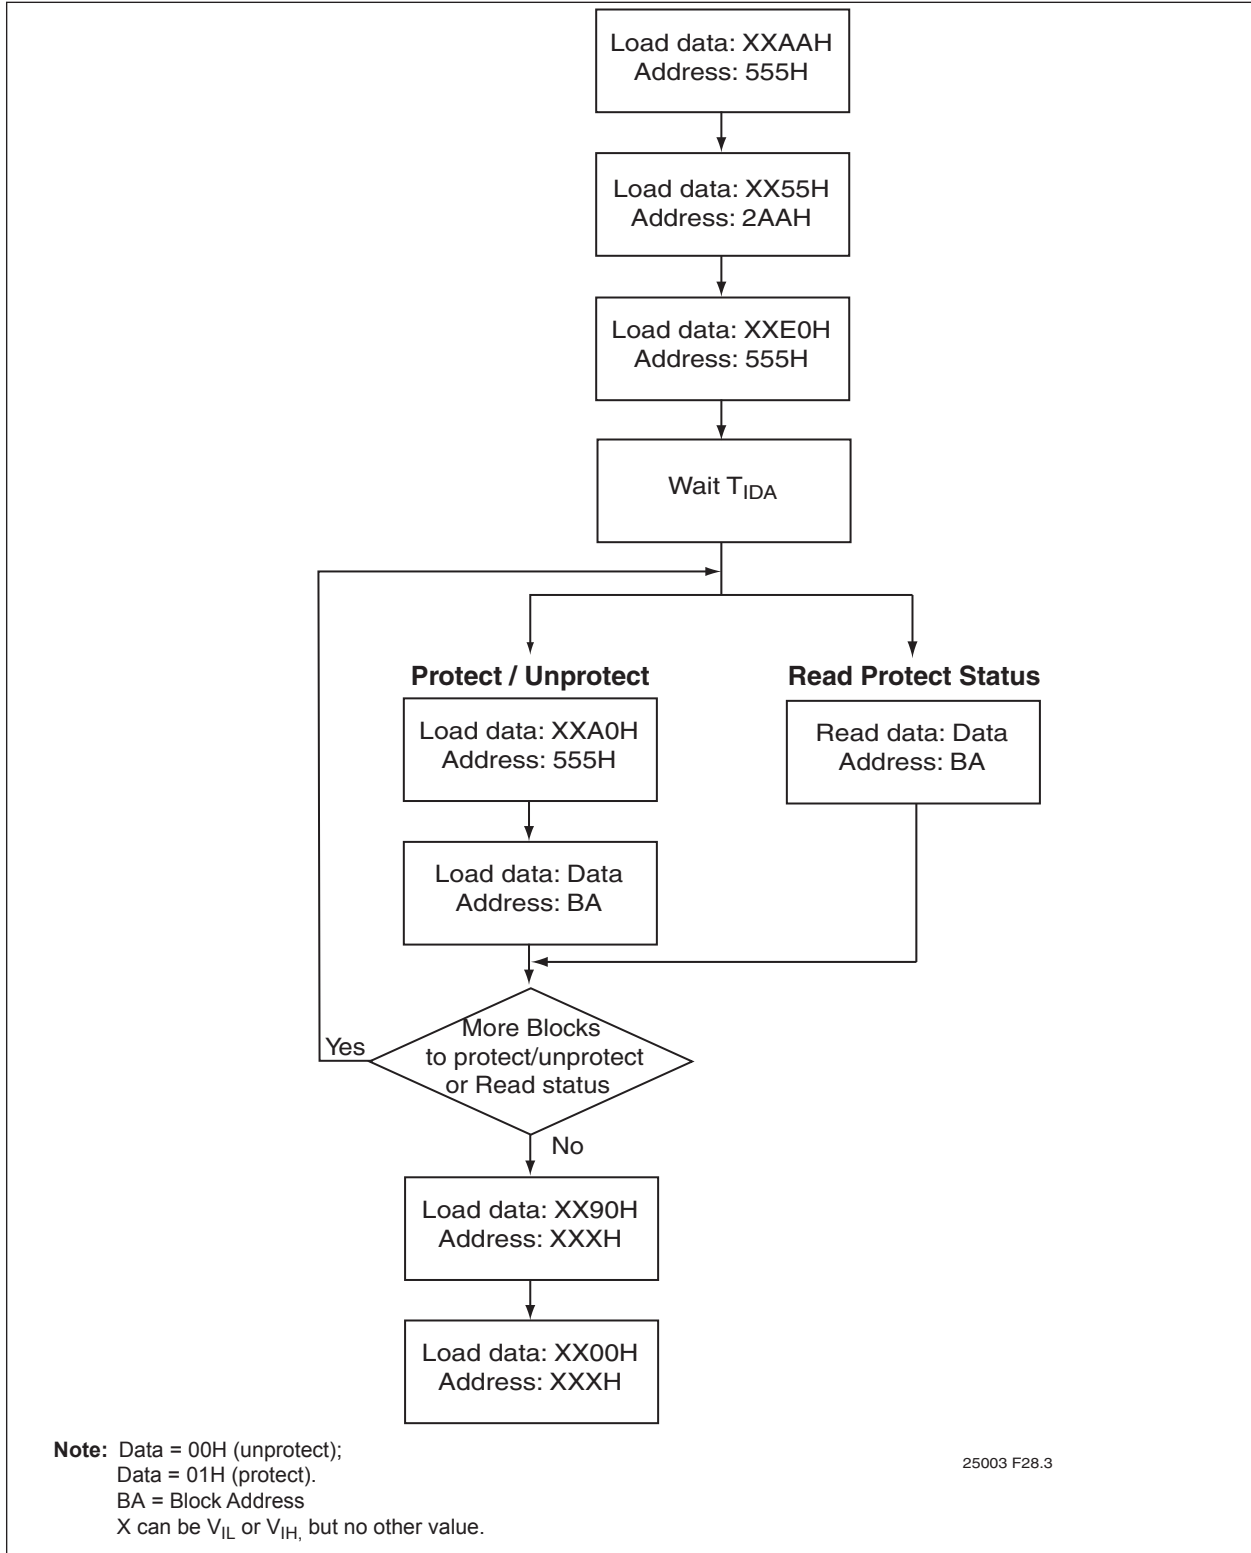 Load data: XXAAH
Address: 555H
Load data: XX55H
Address: 2AAH
Load data: XXE0H
Address: 555H
Wait TIDA
Protect / Unprotect
Load data: XXA0H
Address: 555H
Load data: Data
Address: BA
Read Protect Status
Read data: Data
Address: BA
More Blocks
to protect/unprotect
or Read status
Yes
No
Load data: XX90H
Address: XXXH
Load data: XX00H
Address: XXXH
Note: Data = 00H (unprotect);
Data = 01H (protect).
BA = Block Address
X can be VIL or VIH, but no other value.
25003 F28.3